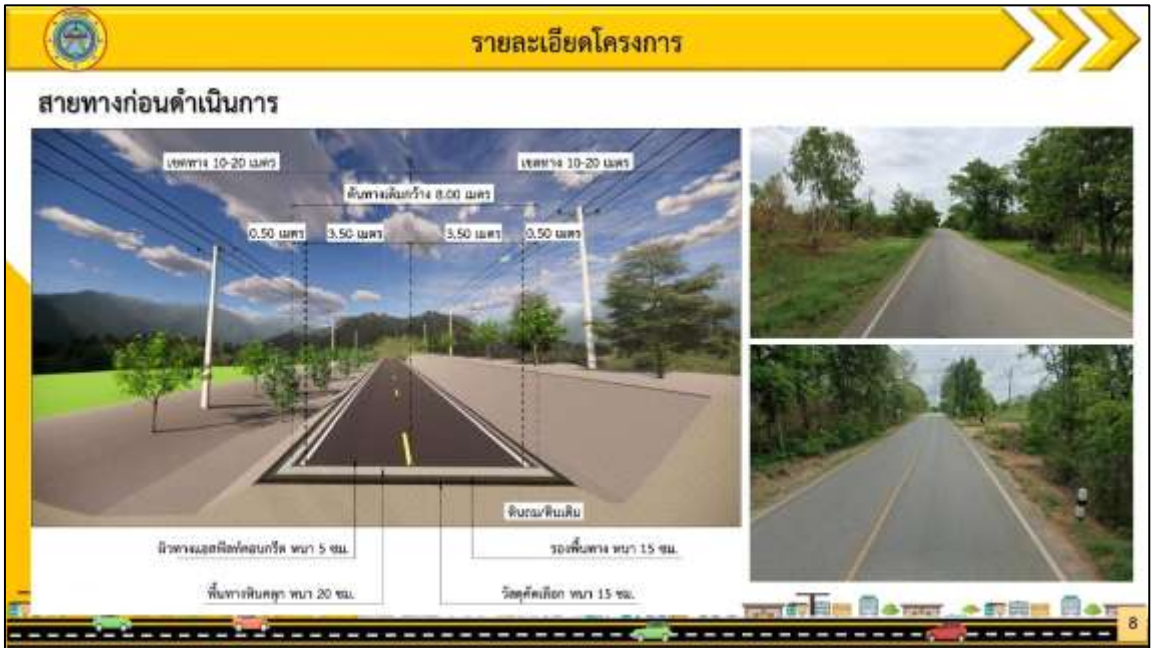 รายละเอียดโครงการ
สายทางก่อนดำเนินการ
เขตทาง 10-20 เมตร
เขตทาง 10-20 เมตร
คันทางเดิมกว้าง 8.00 เมตร
0.50 เมตร 3.50 เมตร 3.50 เมตร 0.50 เมตร
ดินถม/ดินเดิม
ผิวทางแอสฟัลท์คอนกรีต หนา 5 ซม.
รองพื้นทาง หนา 15 ซม.
พื้นทางหินคลุก หนา 20 ซม.
วัสดุคัดเลือก หนา 15 ซม.
8